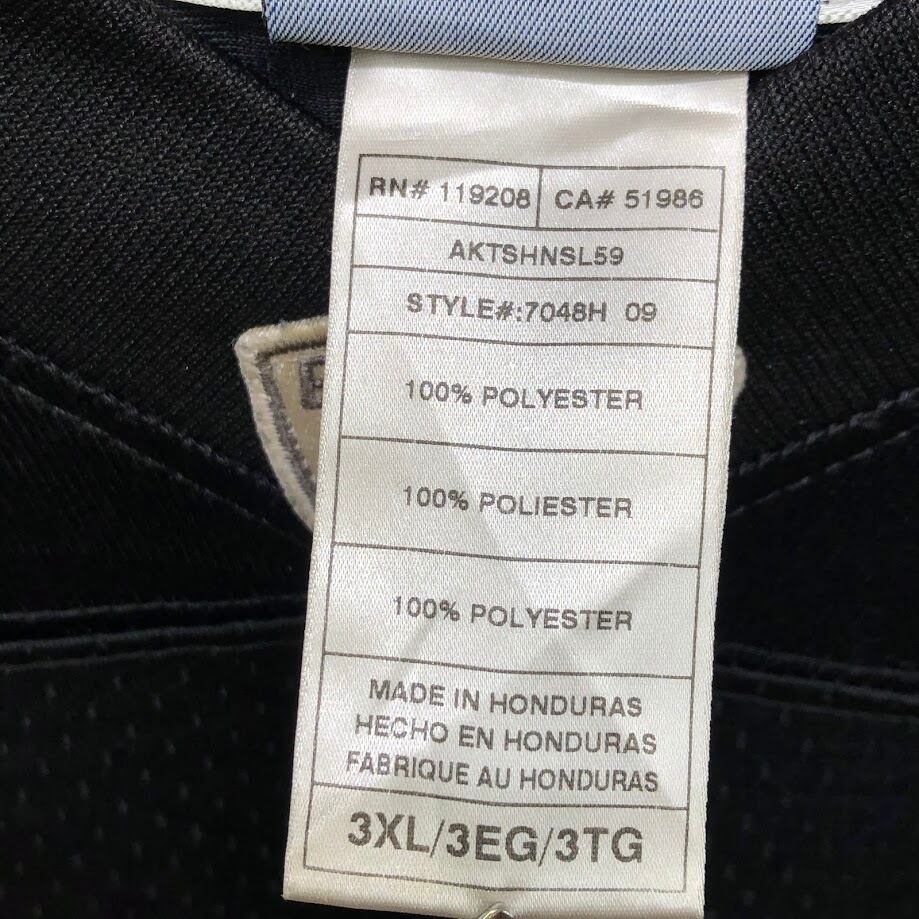 RN# 119208 CA# 51986
AKTSHNSL59
STYLE#:7048H 09
100% POLYESTER
100% POLIESTER
100% POLYESTER
MADE IN HONDURAS
HECHO EN HONDURAS
FABRIQUE AU HONDURAS
3XL/3EG/3TG